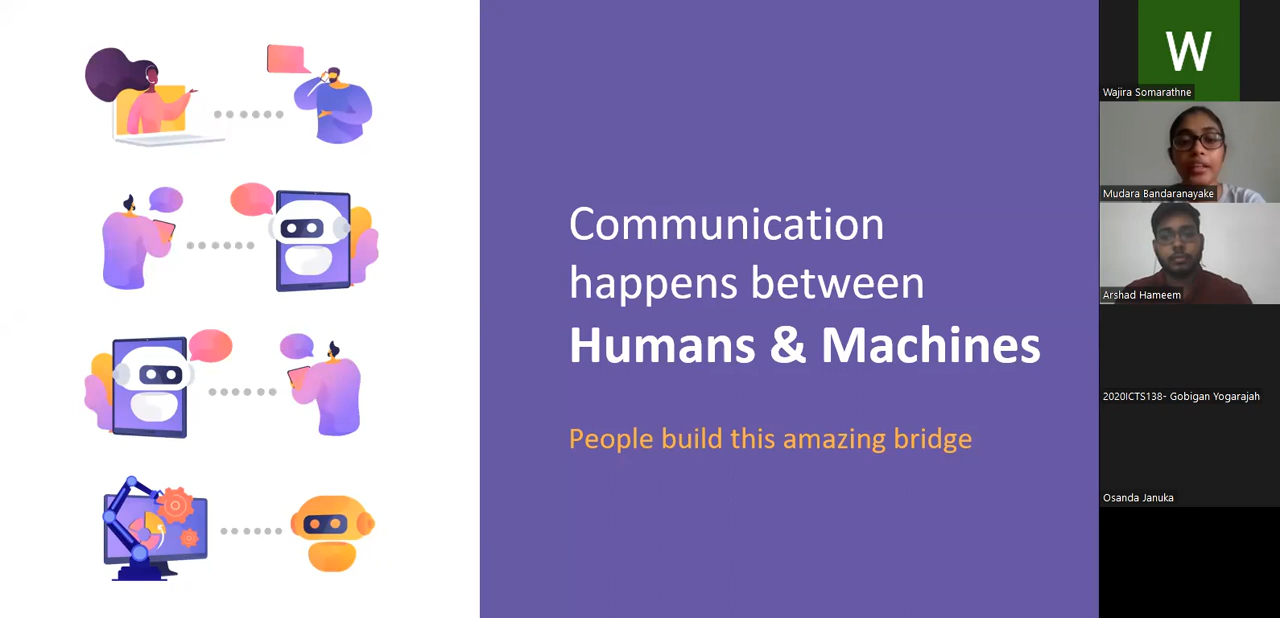 Communication
happens between
Humans & Machines
People build this amazing bridge
W
Wajira Somarathne
Mudara Bandaranayake
Arshad Hameem
2020ICTS138- Gobigan Yogarajah
Osanda Januka